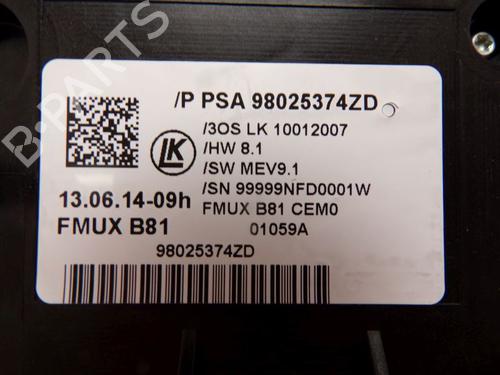 /P PSA 98025374ZD
/3OS LK 10012007
/HW 8.1
/SW MEV9.1
/SN 99999NFD0001W
FMUX B81 CEM0
01059A
LK
13.06.14-09h
FMUX B81
98025374ZD